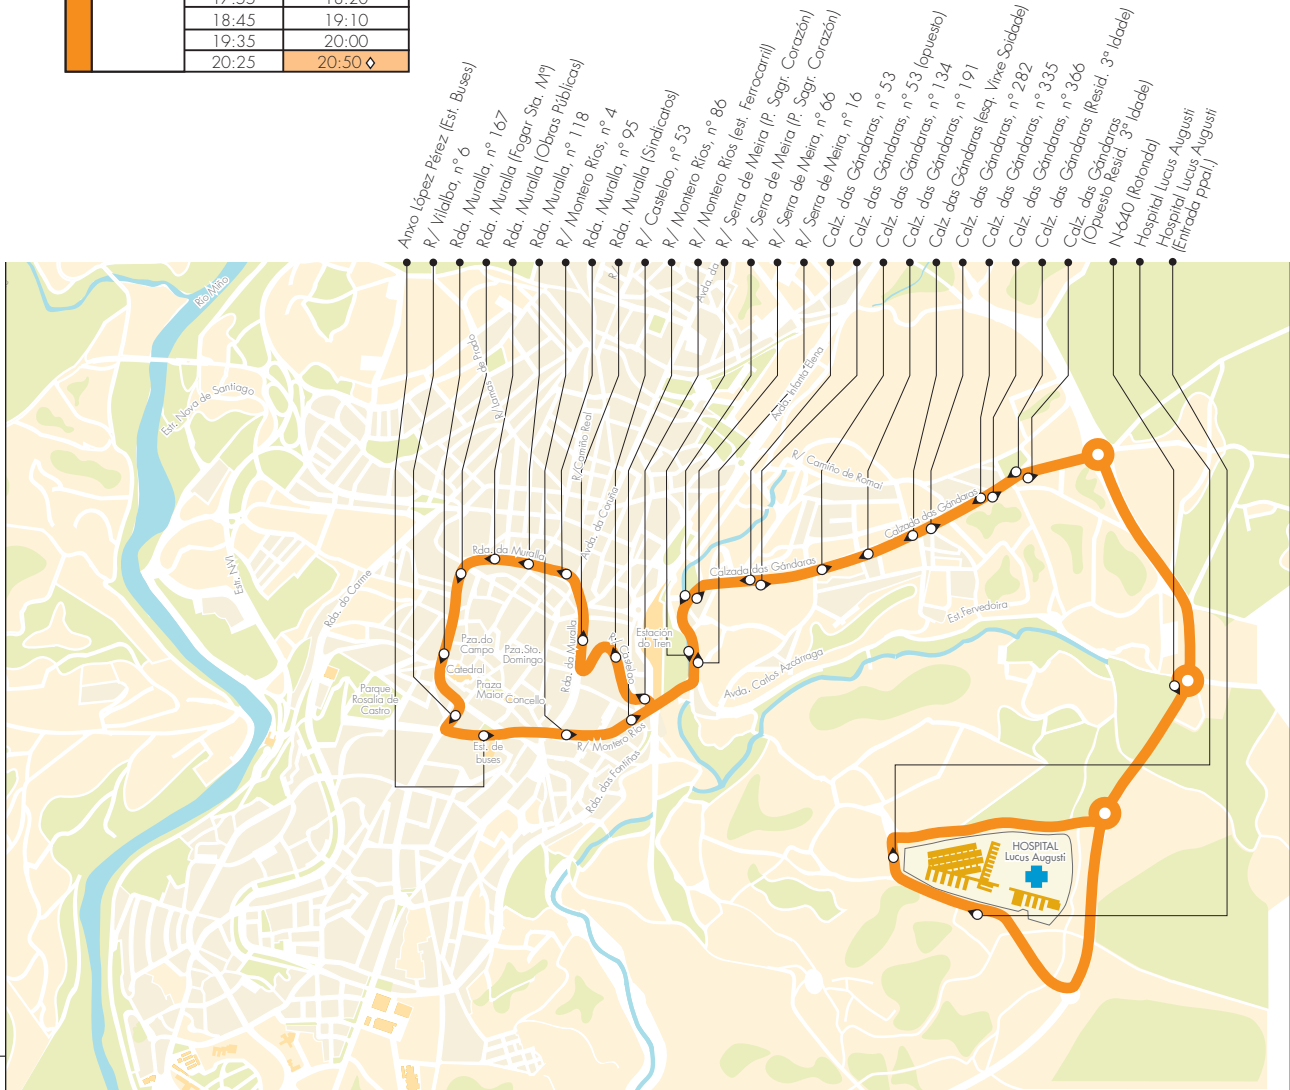 18:45 19:10
19:35 20:00
20:25 20:50
Anxo López Pérez (Est. Buses)
R/ Vilalba, nº 6
Rda. Muralla, nº 167
Rda. Muralla (Fogar Sta. Mª)
Rda. Muralla (Obras Públicas)
Rda. Muralla, nº 118
R/ Montero Ríos, nº 4
Rda. Muralla, nº 95
Rda. Muralla (Sindicatos)
R/ Castelao, nº 53
R/ Montero Ríos, nº 86
R/ Montero Ríos (est. Ferrocarril)
R/ Serra de Meira (P. Sagr. Corazón)
R/ Serra de Meira (P. Sagr. Corazón)
R/ Serra de Meira, nº 66
R/ Serra de Meira, nº 16
Calz. das Gándaras, nº 53
Calz. das Gándaras, nº 53 (opuesto)
Calz. das Gándaras, nº 134
Calz. das Gándaras, nº 191
Calz. das Gándaras (esq. Virxe Soidade)
Calz. das Gándaras, nº 282
Calz. das Gándaras, nº 335
Calz. das Gándaras, nº 366
Calz. das Gándaras (Resid. 3ª Idade)
Calz. das Gándaras
(Opuesto Resid. 3ª Idade)
N-640 (Rotonda)
Hospital Lucus Augusti
Hospital Lucus Augusti
(Entrada ppal.)
Río Miño
R/
Avda. da
R/ Lamas de Prado
Avda. Infanta Elena
Est. Nova de Santiago
R/ Camiño Real
R/ Camiño de Romai
Avda. da Coruña
Calzada das Gándaras
Rda. da Muralla
Calzada das Gándaras
Est. N-VI
Rda. do Carme
Est.Fervedoira
Pza.do
Campo
Pza.Sto.
Domingo
Rda. da Muralla
R/ Castelao
Estación
do Tren
Catedral
Avda. Carlos Azcárraga
Parque
Rosalía de
Castro
Praza
Maior
Concello
Est. de
buses
R/ Montero Ríos
Rda. das Fontiñas
HOSPITAL
Lucus Augusti